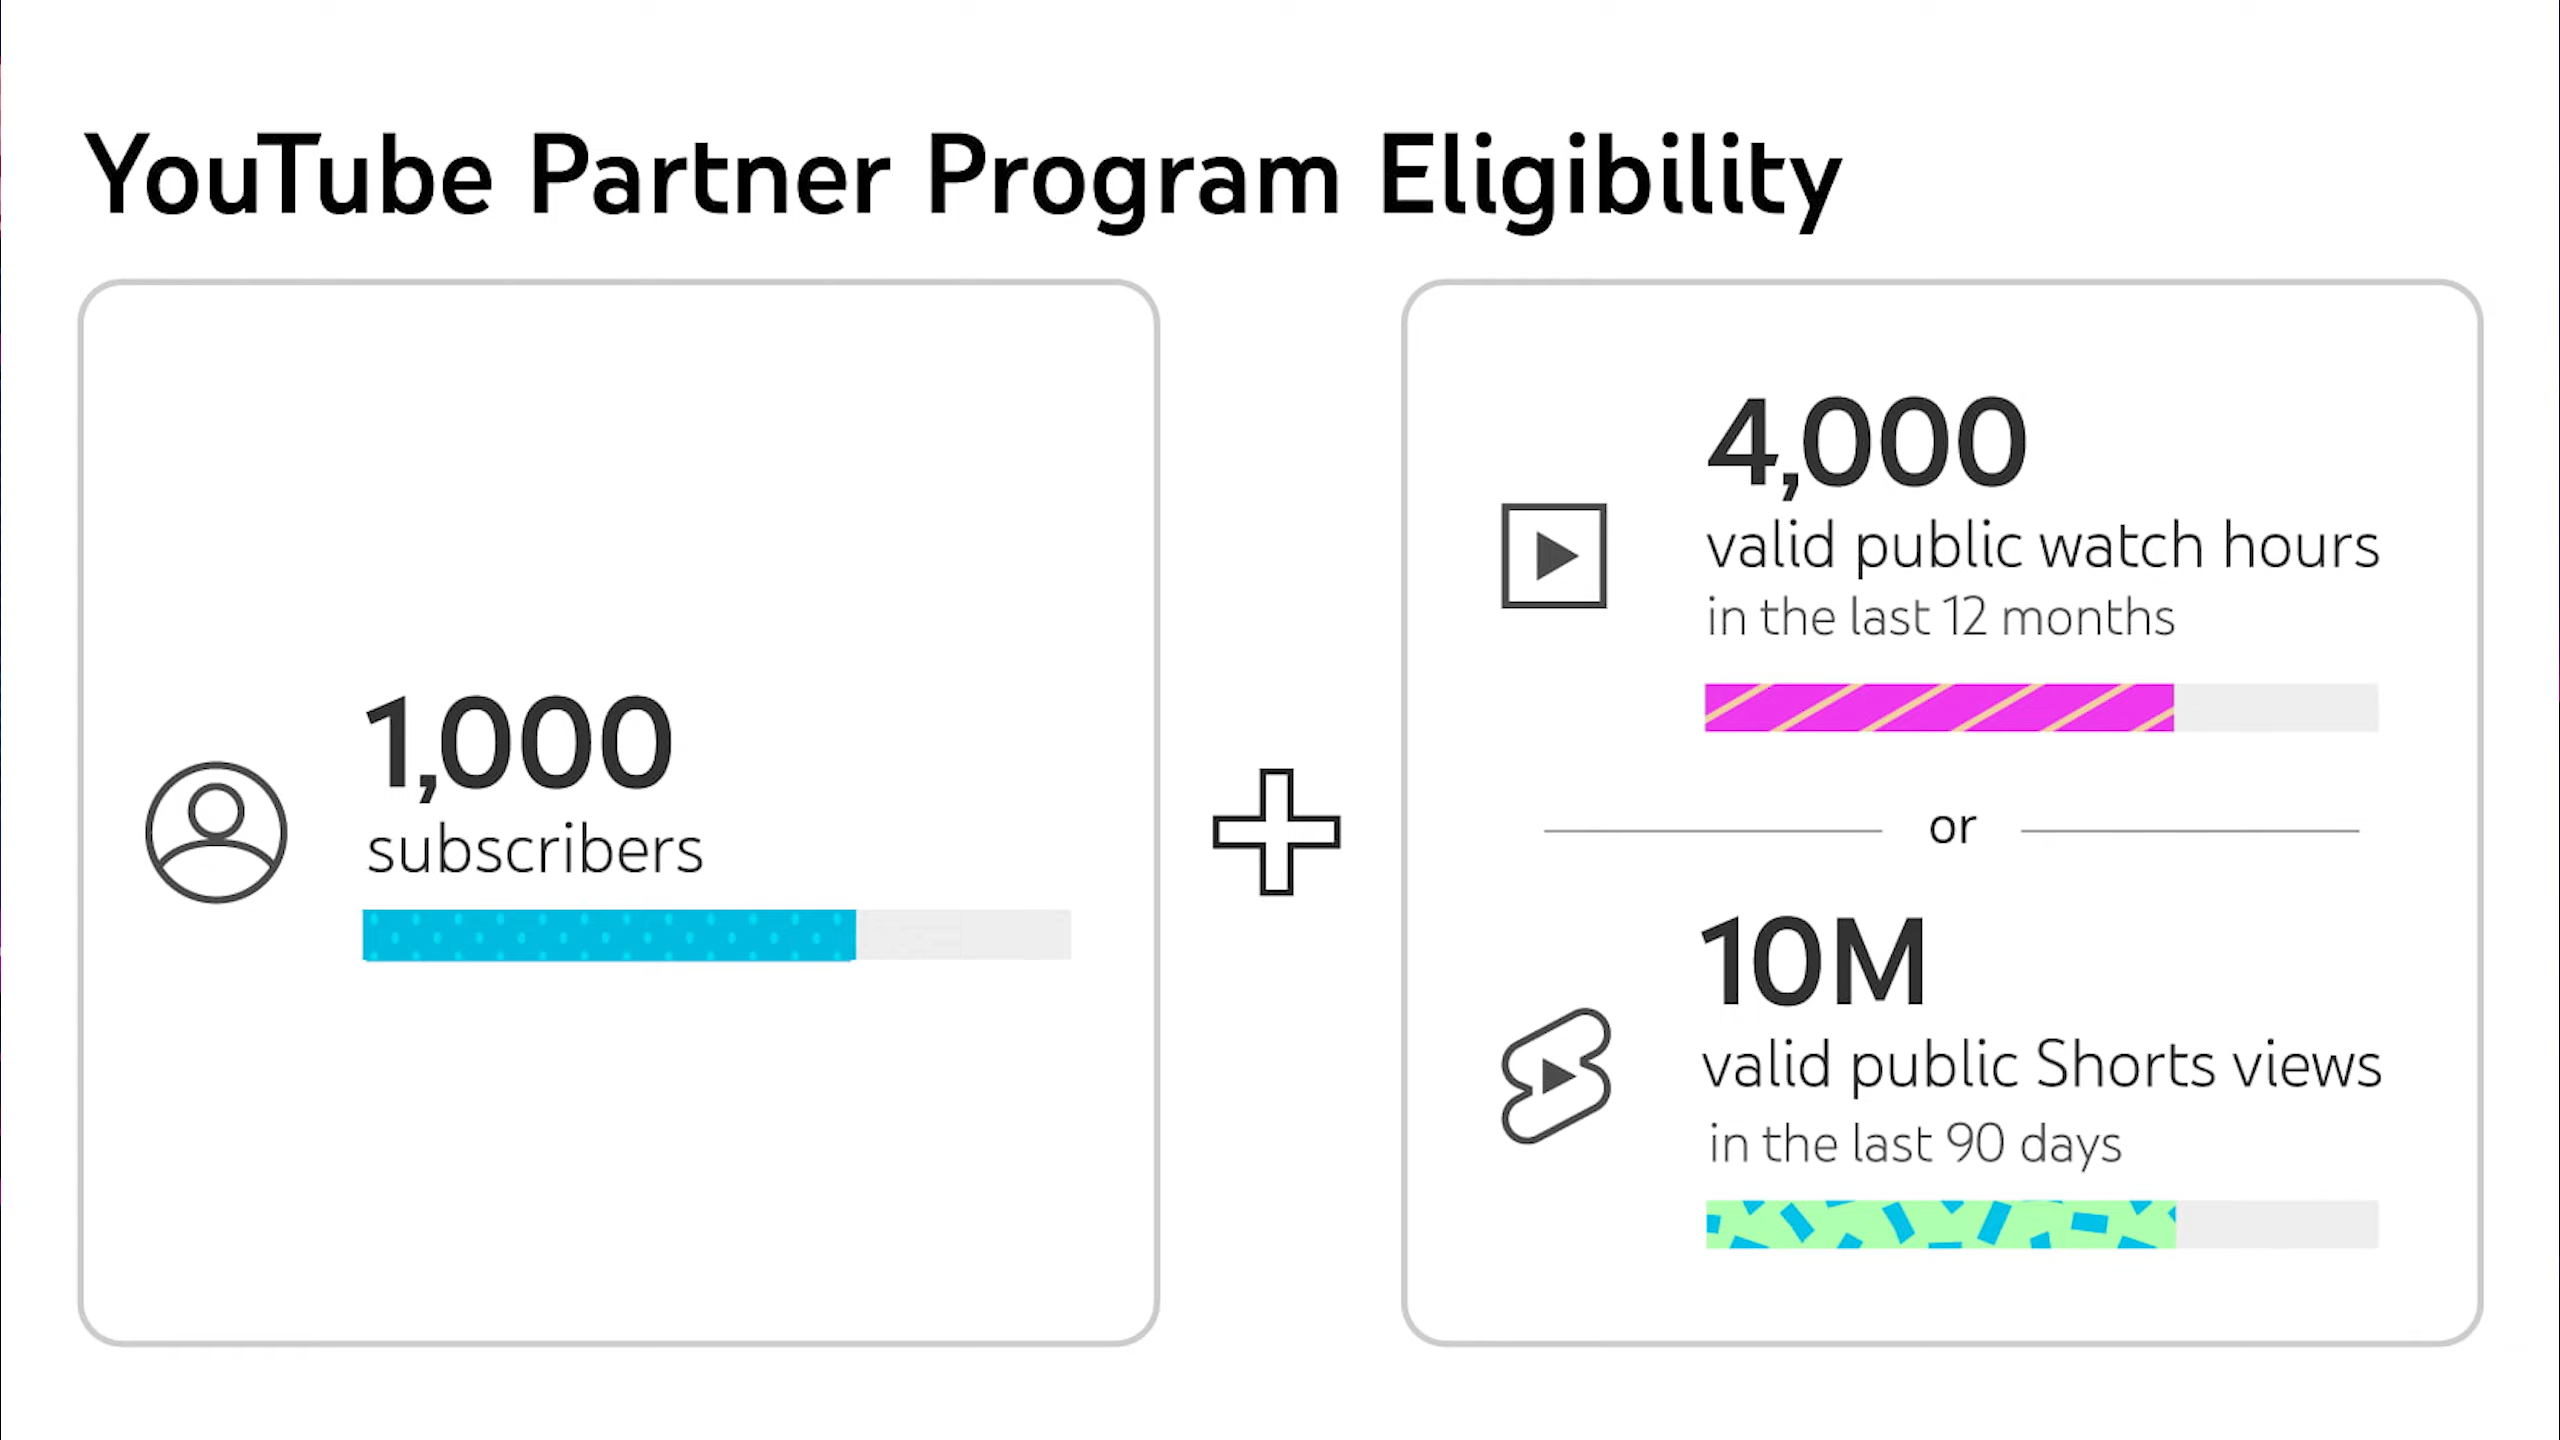 YouTube Partner Program Eligibility
1,000
subscribers
4,000
valid public watch hours
in the last 12 months
or
10M
valid public Shorts views
in the last 90 days